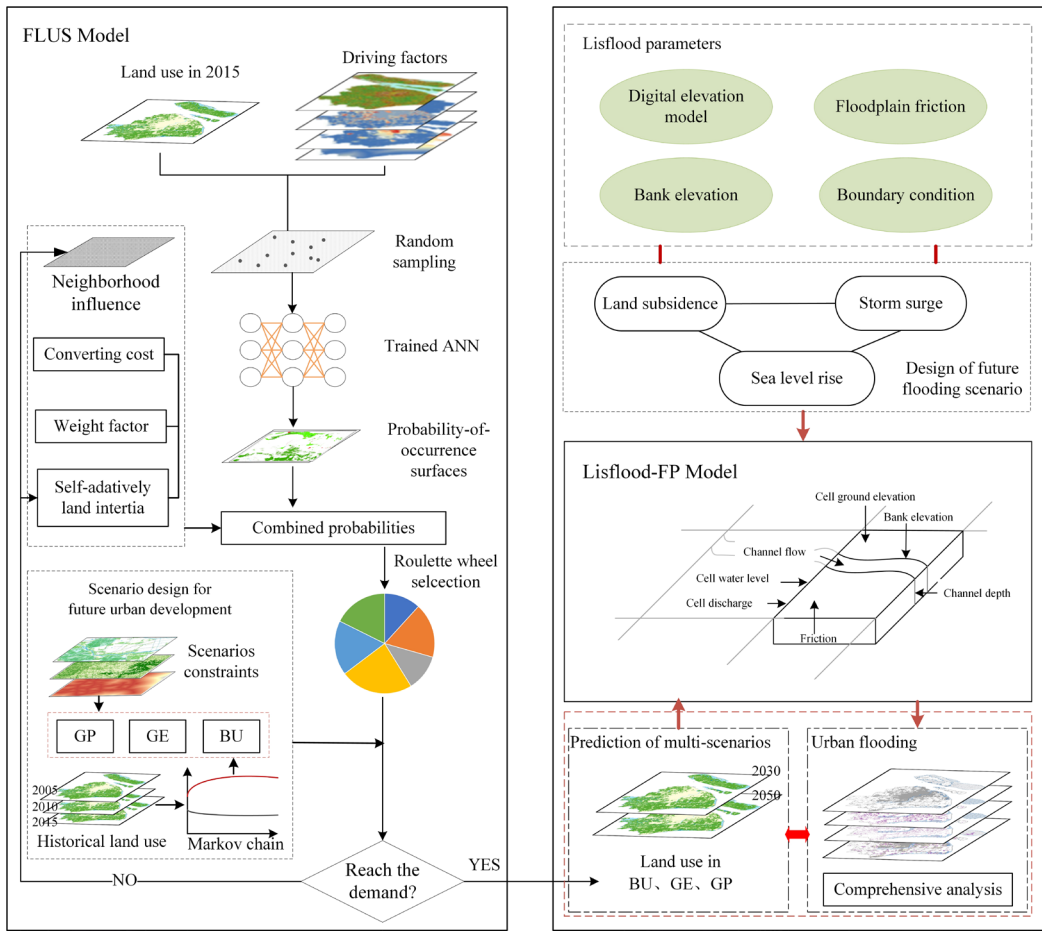 FLUS Model
Land use in 2015
Driving factors
Random
sampling
Neighborhood
influence
Converting cost
Weight factor
Self-adatively
land intertia
Trained ANN
Probability-of-
occurrence
surfaces
Combined probabilities
Roulette wheel
selcection
Scenario design for
future urban development
Scenarios
constraints
GP
GE
BU
2005
2010
2015
Historical land use
Markov chain
Reach the
demand?
NO
YES
Lisflood parameters
Digital elevation
model
Floodplain friction
Bank elevation
Boundary condition
Land subsidence
Storm surge
Sea level rise
Design of future
flooding scenario
Lisflood-FP Model
Cell ground elevation
Bank elevation
Channel flow
Cell water level
Cell discharge
Channel depth
Friction
Prediction of multi-scenarios
2030
2050
Land use in
BU、GE、GP
Urban flooding
Comprehensive analysis